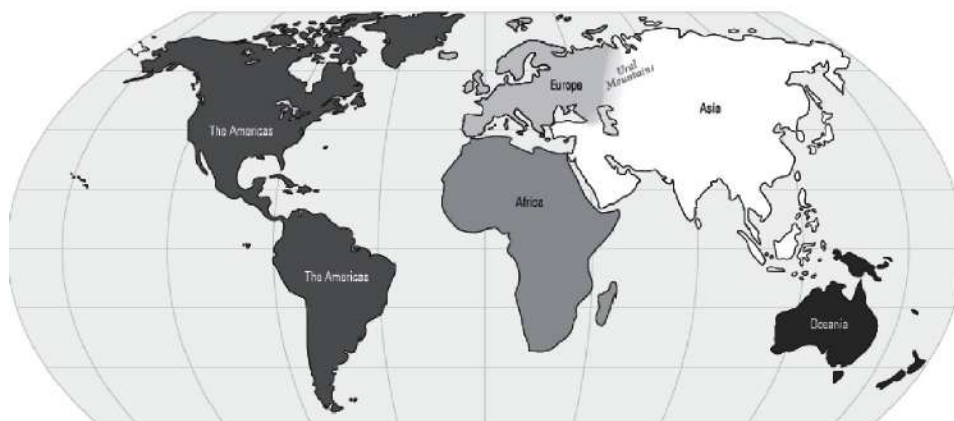 Ural
Mountains
Europe
Asia
The Americas
Africa
The Americas
Oceania